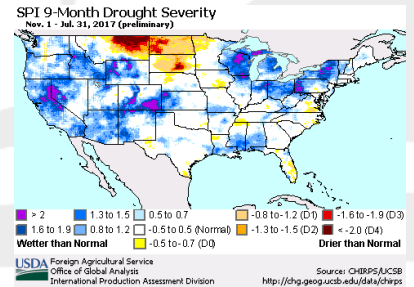 SPI 9-Month Drought Severity
Nov. 1 - Jul. 31, 2017 (preliminary)
> 2
1.3 to 1.5
0.5 to 0.7
-0.8 to -1.2 (D1)
-1.6 to -1.9 (D3)
1.6 to 1.9
0.8 to 1.2
-0.5 to 0.5 (Normal)
-1.3 to -1.5 (D2)
< -2.0 (D4)
Wetter than Normal
-0.5 to -0.7 (D0)
Drier than Normal
USDA
Foreign Agricultural Service
Office of Global Analysis
International Production Assessment Division
Source: CHIRPS/UCSB
http://chg.geog.ucsb.edu/data/chirps